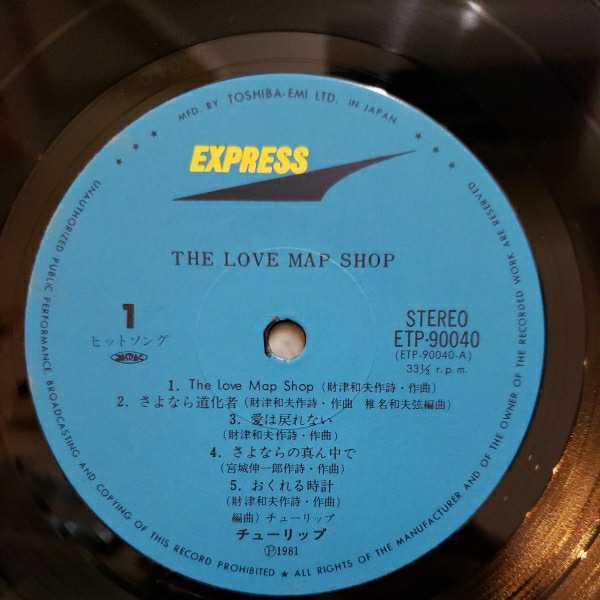 MFD. BY TOSHIBA-EMI LTD. IN JAPAN
★ ★ ★ ★ ★ ★
EXPRESS
THE LOVE MAP SHOP
1
ヒットソング
STEREO
ETP-90040
(ETP-90040-A)
33⅓ r.p.m.
1. The Love Map Shop (財津和夫作詩・作曲)
2. さよなら道化者 (財津和夫作詩・作曲 椎名和夫弦編曲)
3. 愛は戻れない
(財津和夫作詩・作曲)
4. さよならの真ん中で
(宮城伸一郎作詩・作曲)
5. おくれる時計
(財津和夫作詩・作曲)
編曲) チューリップ
チューリップ
Ⓟ1981
UNAUTHORIZED PUBLIC PERFORMANCE, BROADCASTING AND COPYING OF THIS RECORD PROHIBITED ★ ALL RIGHTS OF THE MANUFACTURER AND OF THE OWNER OF THE RECORDED WORK ARE RESERVED